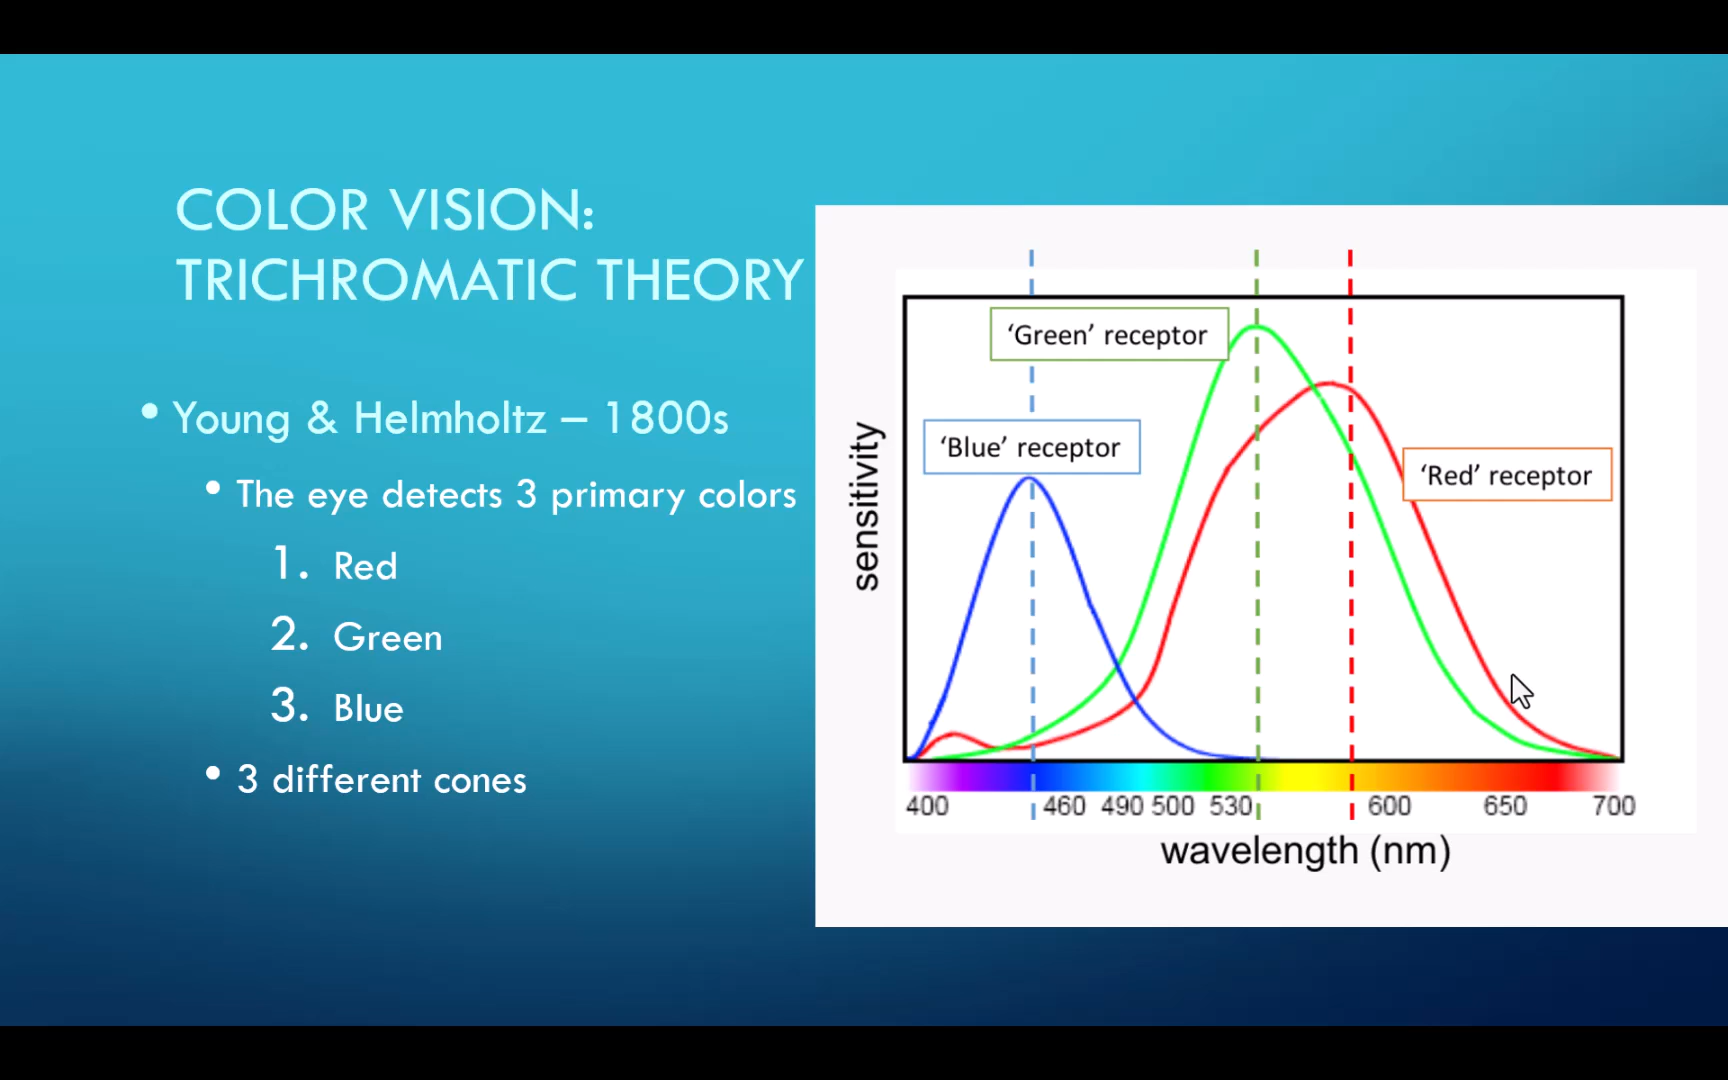 COLOR VISION:
TRICHROMATIC THEORY
• Young & Helmholtz – 1800s
• The eye detects 3 primary colors
1. Red
2. Green
3. Blue
• 3 different cones
'Green' receptor
'Blue' receptor
'Red' receptor
sensitivity
400 460 490 500 530 600 650 700
wavelength (nm)